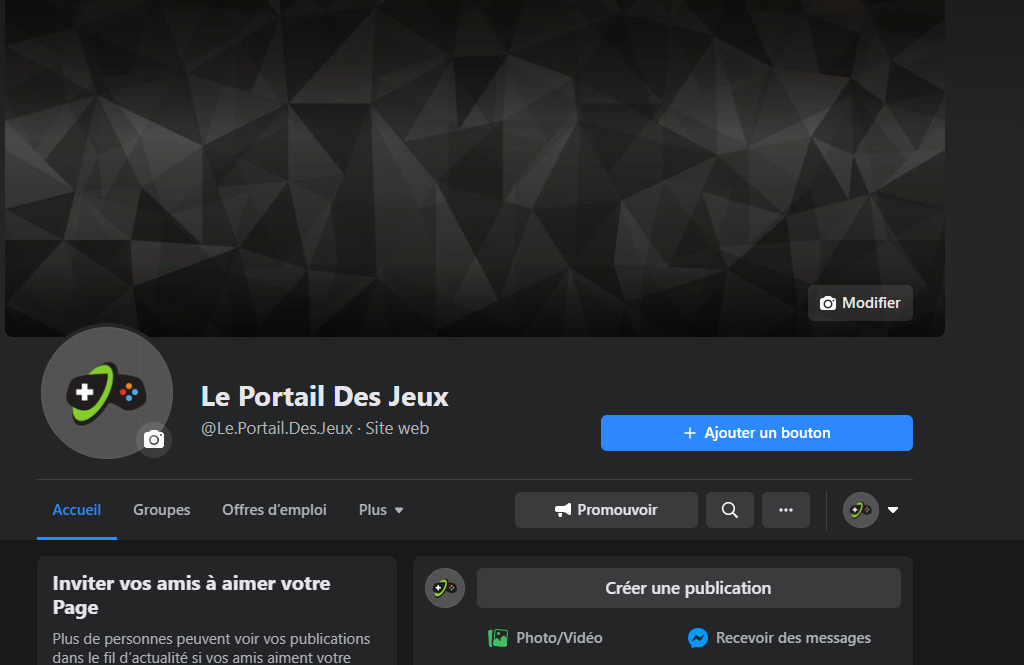 Modifier
Le Portail Des Jeux
@Le.Portail.Des.Jeux · Site web
+ Ajouter un bouton
Accueil Groupes Offres d'emploi Plus Promouvoir
Inviter vos amis à aimer votre
Page
Plus de personnes peuvent voir vos publications
dans le fil d'actualité si vos amis aiment votre
Créer une publication
Photo/Vidéo Recevoir des messages